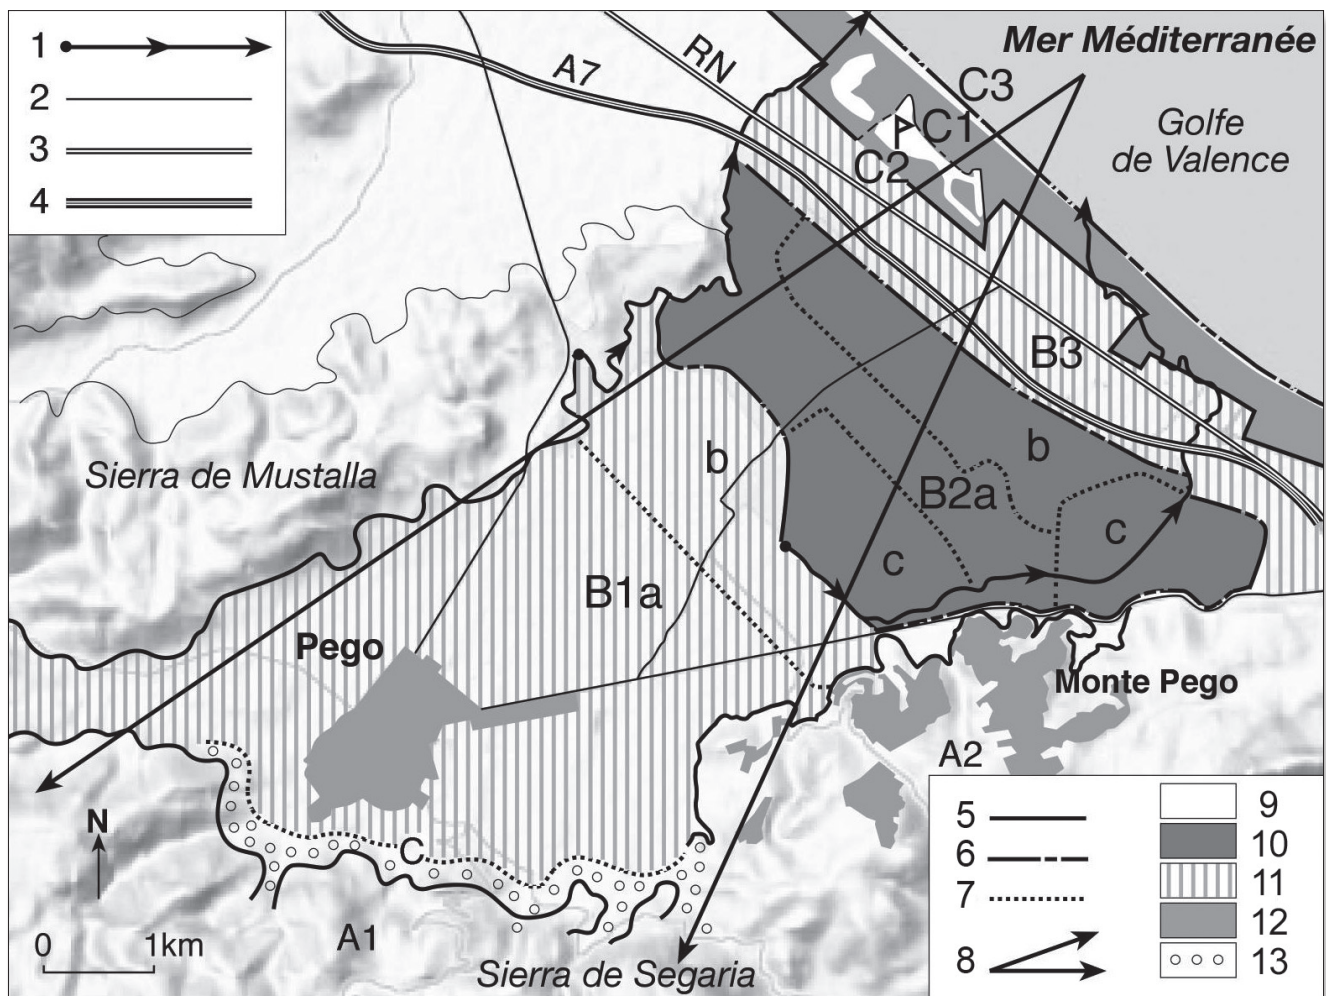 1
2
3
4
A7
RN
Mer Méditerranée
C3
C1
C2
Golfe
de Valence
B3
Sierra de Mustalla
b
b
B2a
c
c
B1a
Pego
Monte Pego
A2
N
C
0 1km
A1
Sierra de Segaria
5
6
7
8
9
10
11
12
13